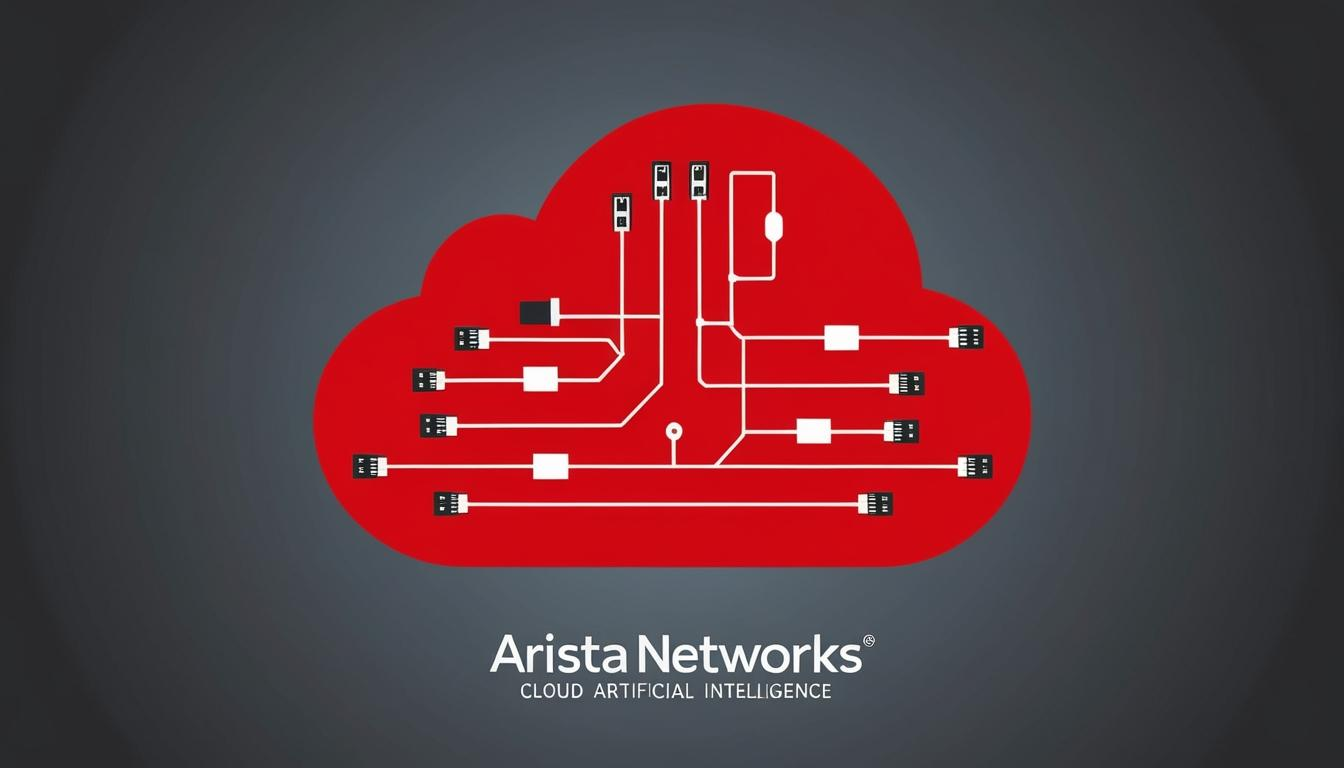 Arista Networks®
CLOUD ARTIFICIAL INTELLIGENCE